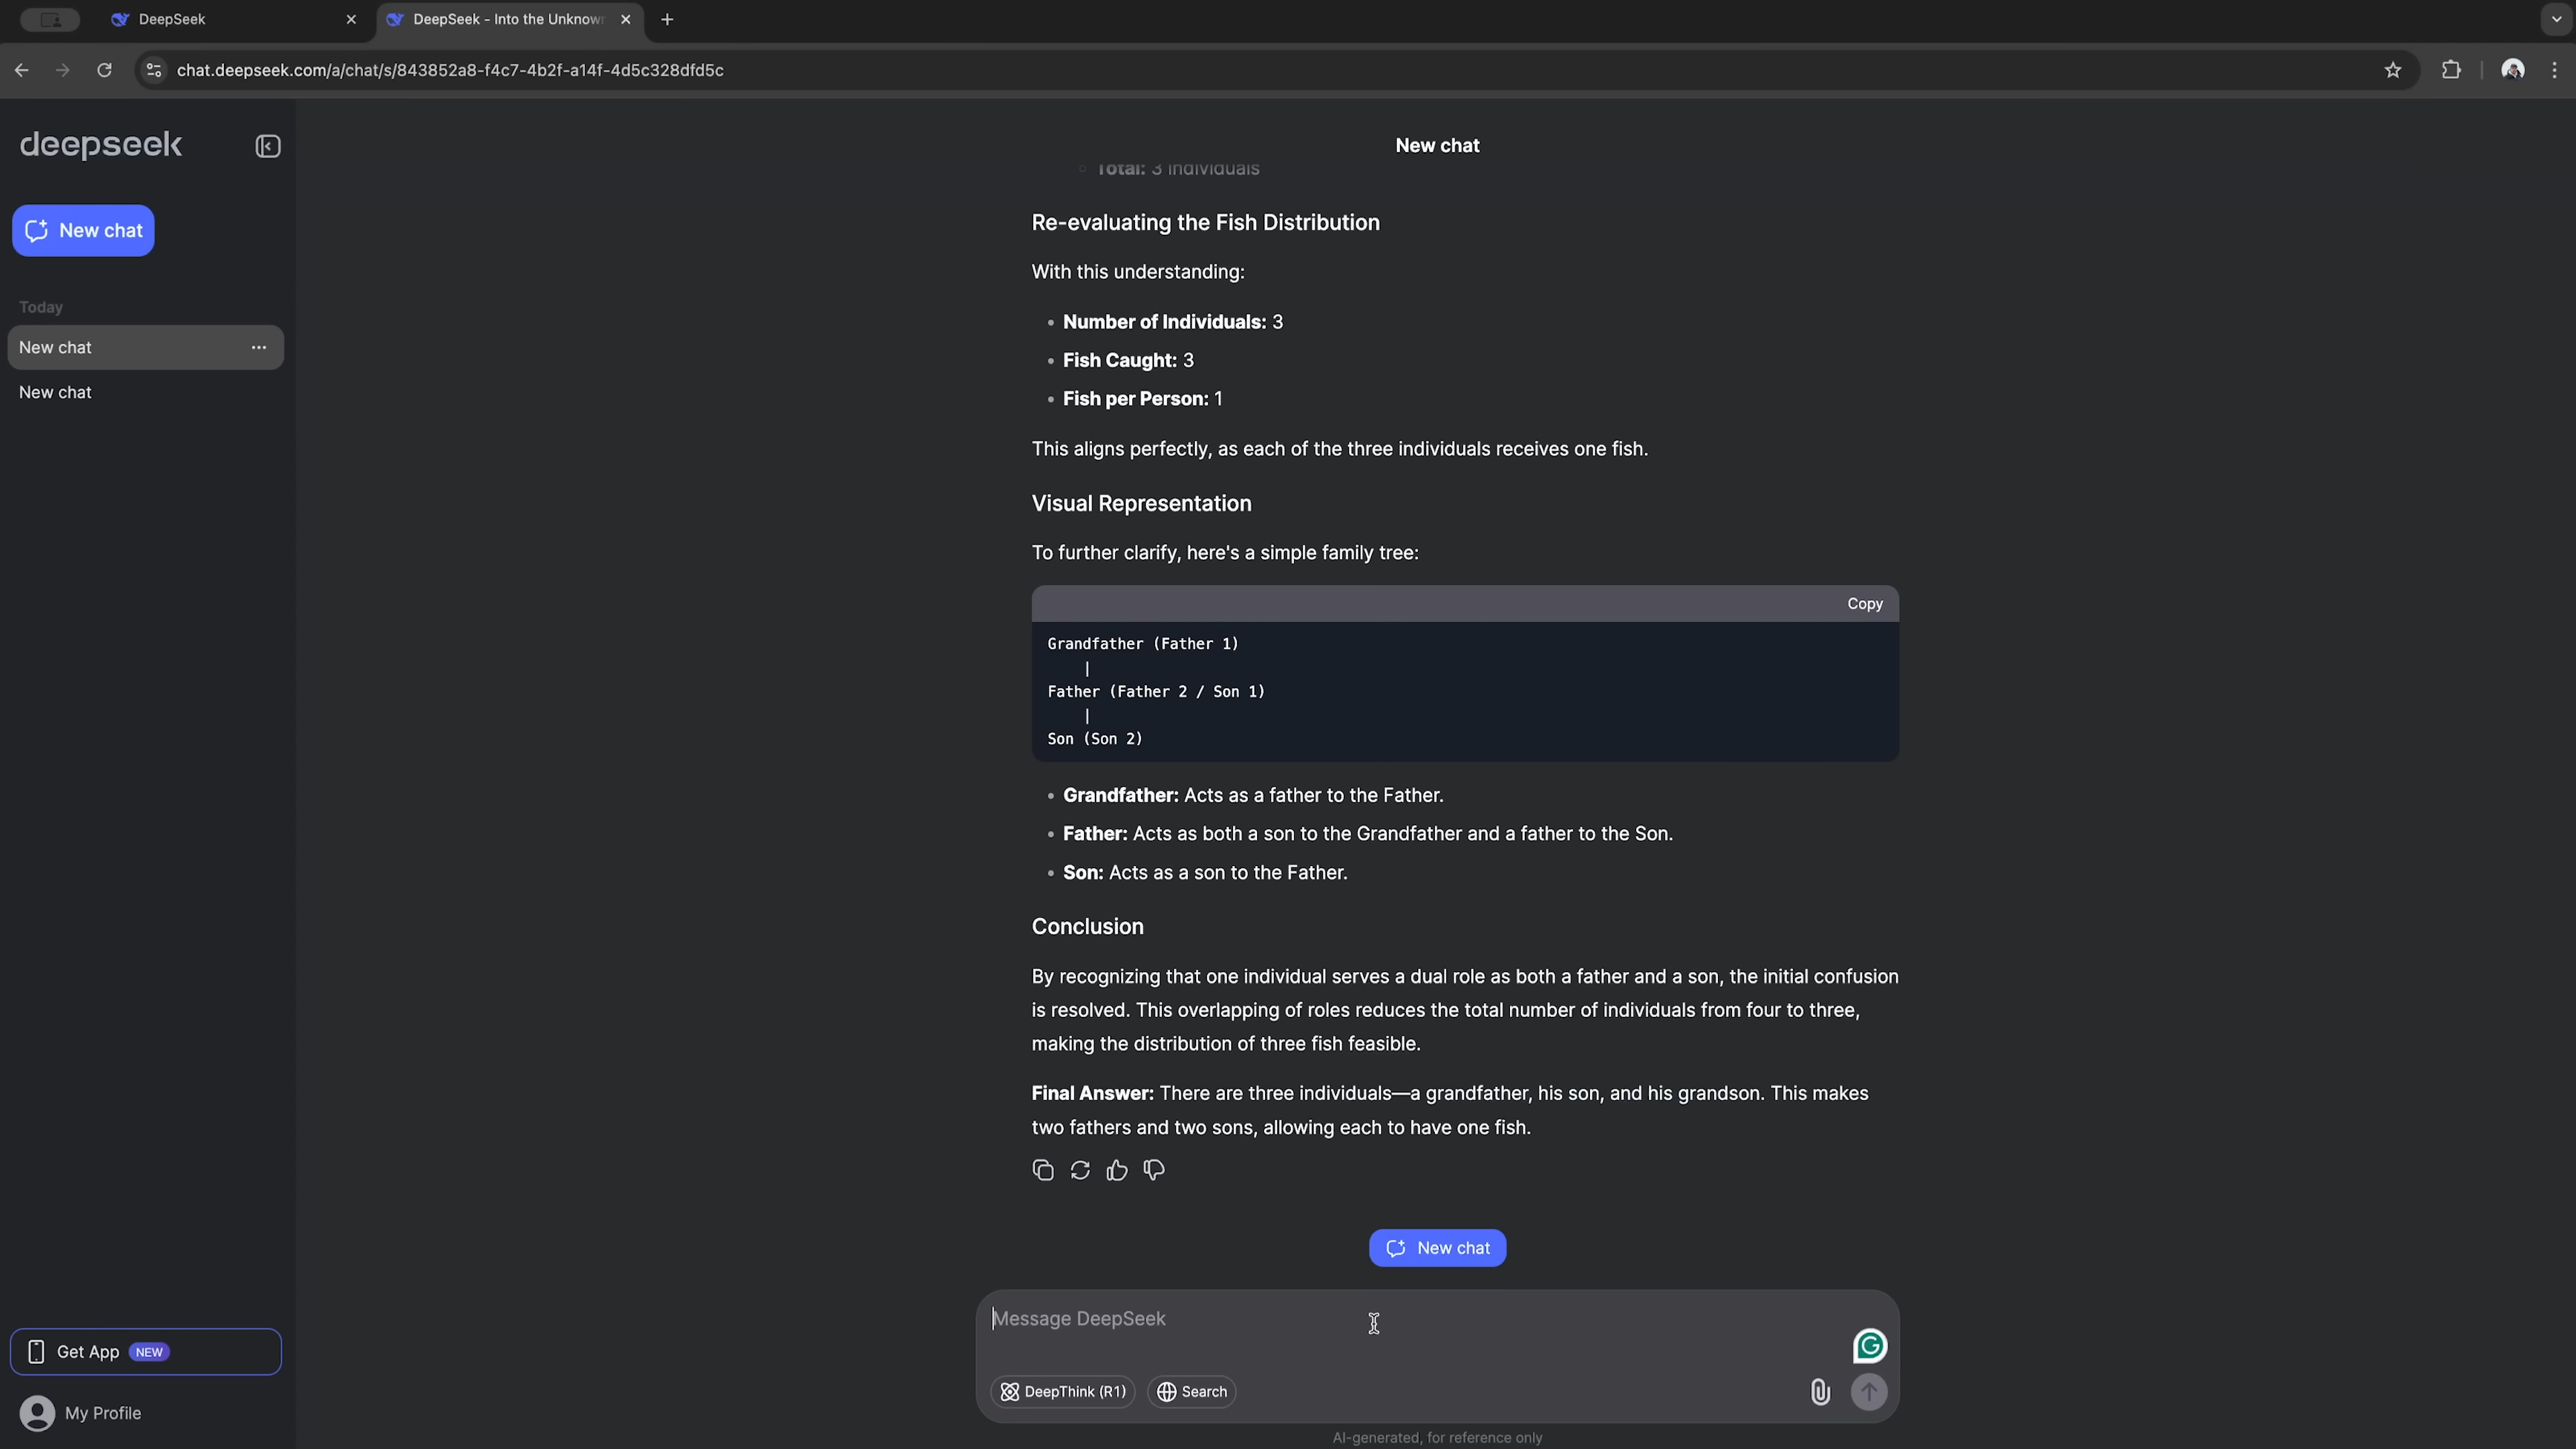 DeepSeek
DeepSeek - Into the Unknown
chat.deepseek.com/a/chat/s/843852a8-f4c7-4b2f-a14f-4d5c328dfd5c
deepseek
New chat
Today
New chat
New chat
Get App NEW
My Profile
New chat
Total: 3 individuals
Re-evaluating the Fish Distribution
With this understanding:
Number of Individuals: 3
Fish Caught: 3
Fish per Person: 1
This aligns perfectly, as each of the three individuals receives one fish.
Visual Representation
To further clarify, here's a simple family tree:
Copy
Grandfather (Father 1)
|
Father (Father 2 / Son 1)
|
Son (Son 2)
Grandfather: Acts as a father to the Father.
Father: Acts as both a son to the Grandfather and a father to the Son.
Son: Acts as a son to the Father.
Conclusion
By recognizing that one individual serves a dual role as both a father and a son, the initial confusion
is resolved. This overlapping of roles reduces the total number of individuals from four to three,
making the distribution of three fish feasible.
Final Answer: There are three individuals—a grandfather, his son, and his grandson. This makes
two fathers and two sons, allowing each to have one fish.
New chat
Message DeepSeek
DeepThink (R1) Search
AI-generated, for reference only